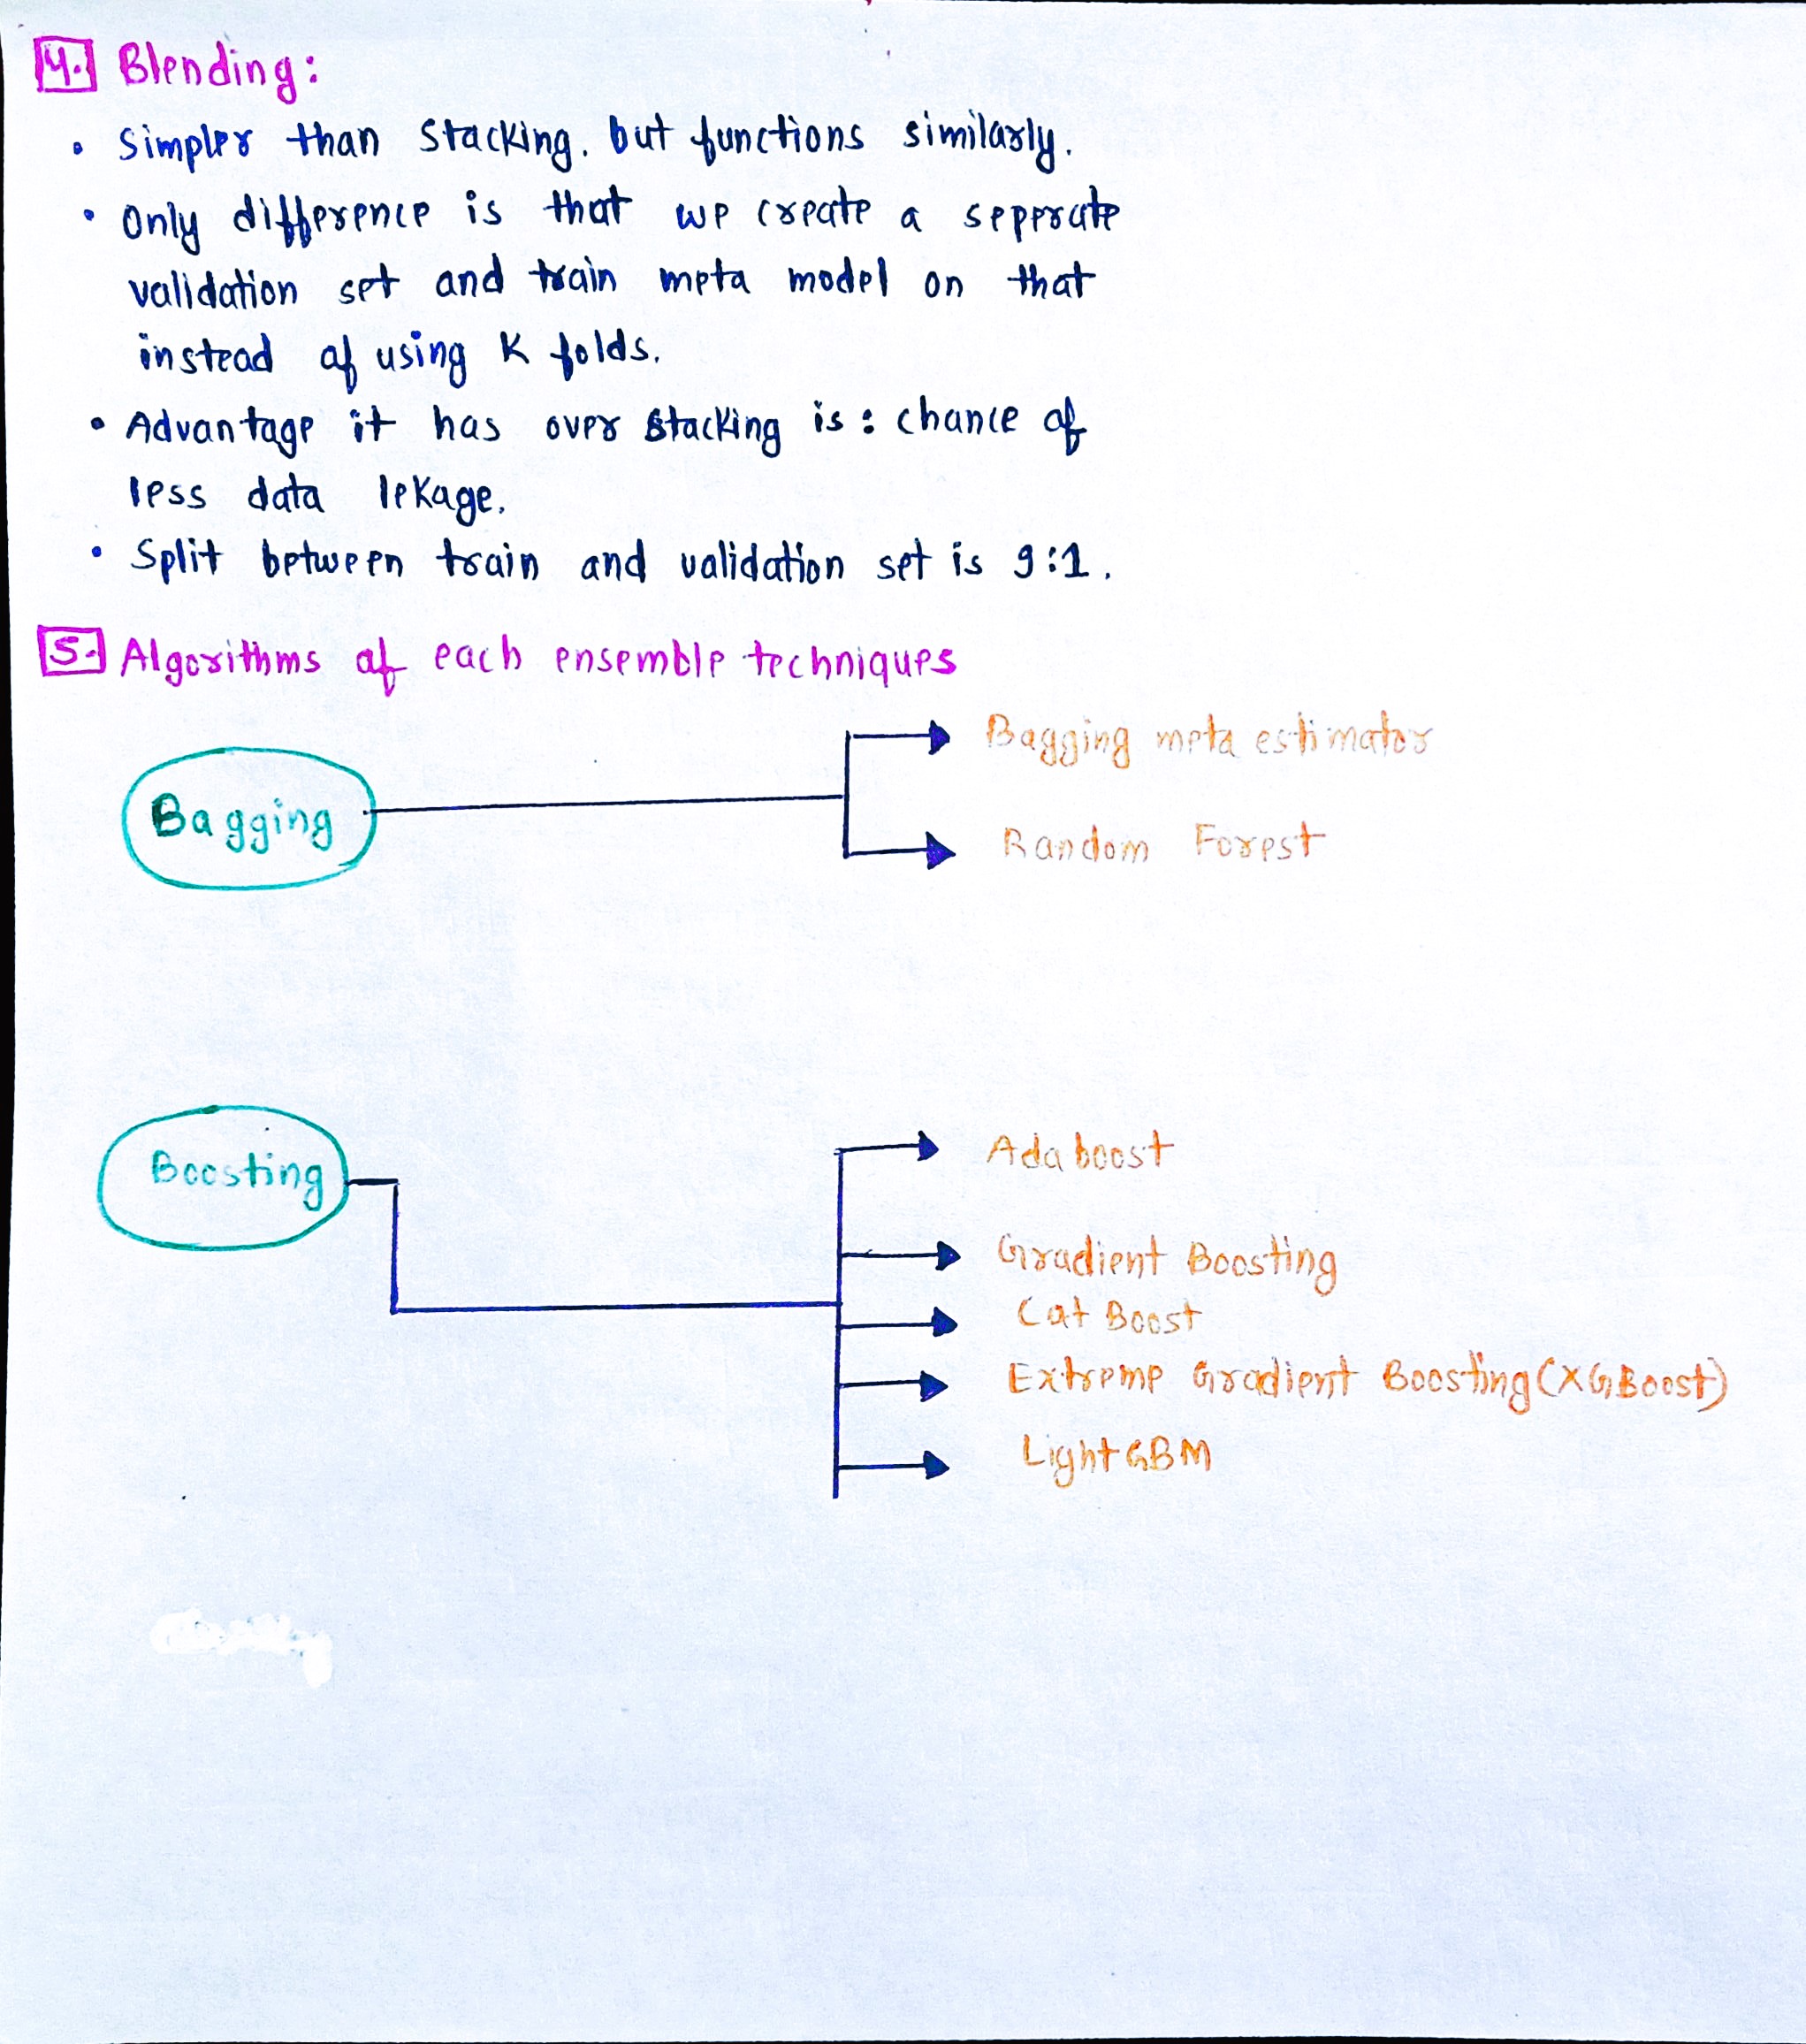 4. Blending:
• Simpler than Stacking. but functions similarly.
• Only difference is that we create a seperate
validation set and train meta model on that
instead of using K folds.
• Advantage it has over stacking is : chance of
less data lekage.
• Split between train and validation set is 9:1.
5. Algorithms of each ensemble techniques
Bagging meta estimator
Bagging
Random Forest
Ada boost
Boosting
Gradient Boosting
Cat Boost
Extreme Gradient Boosting (XGBoost)
Light GBM